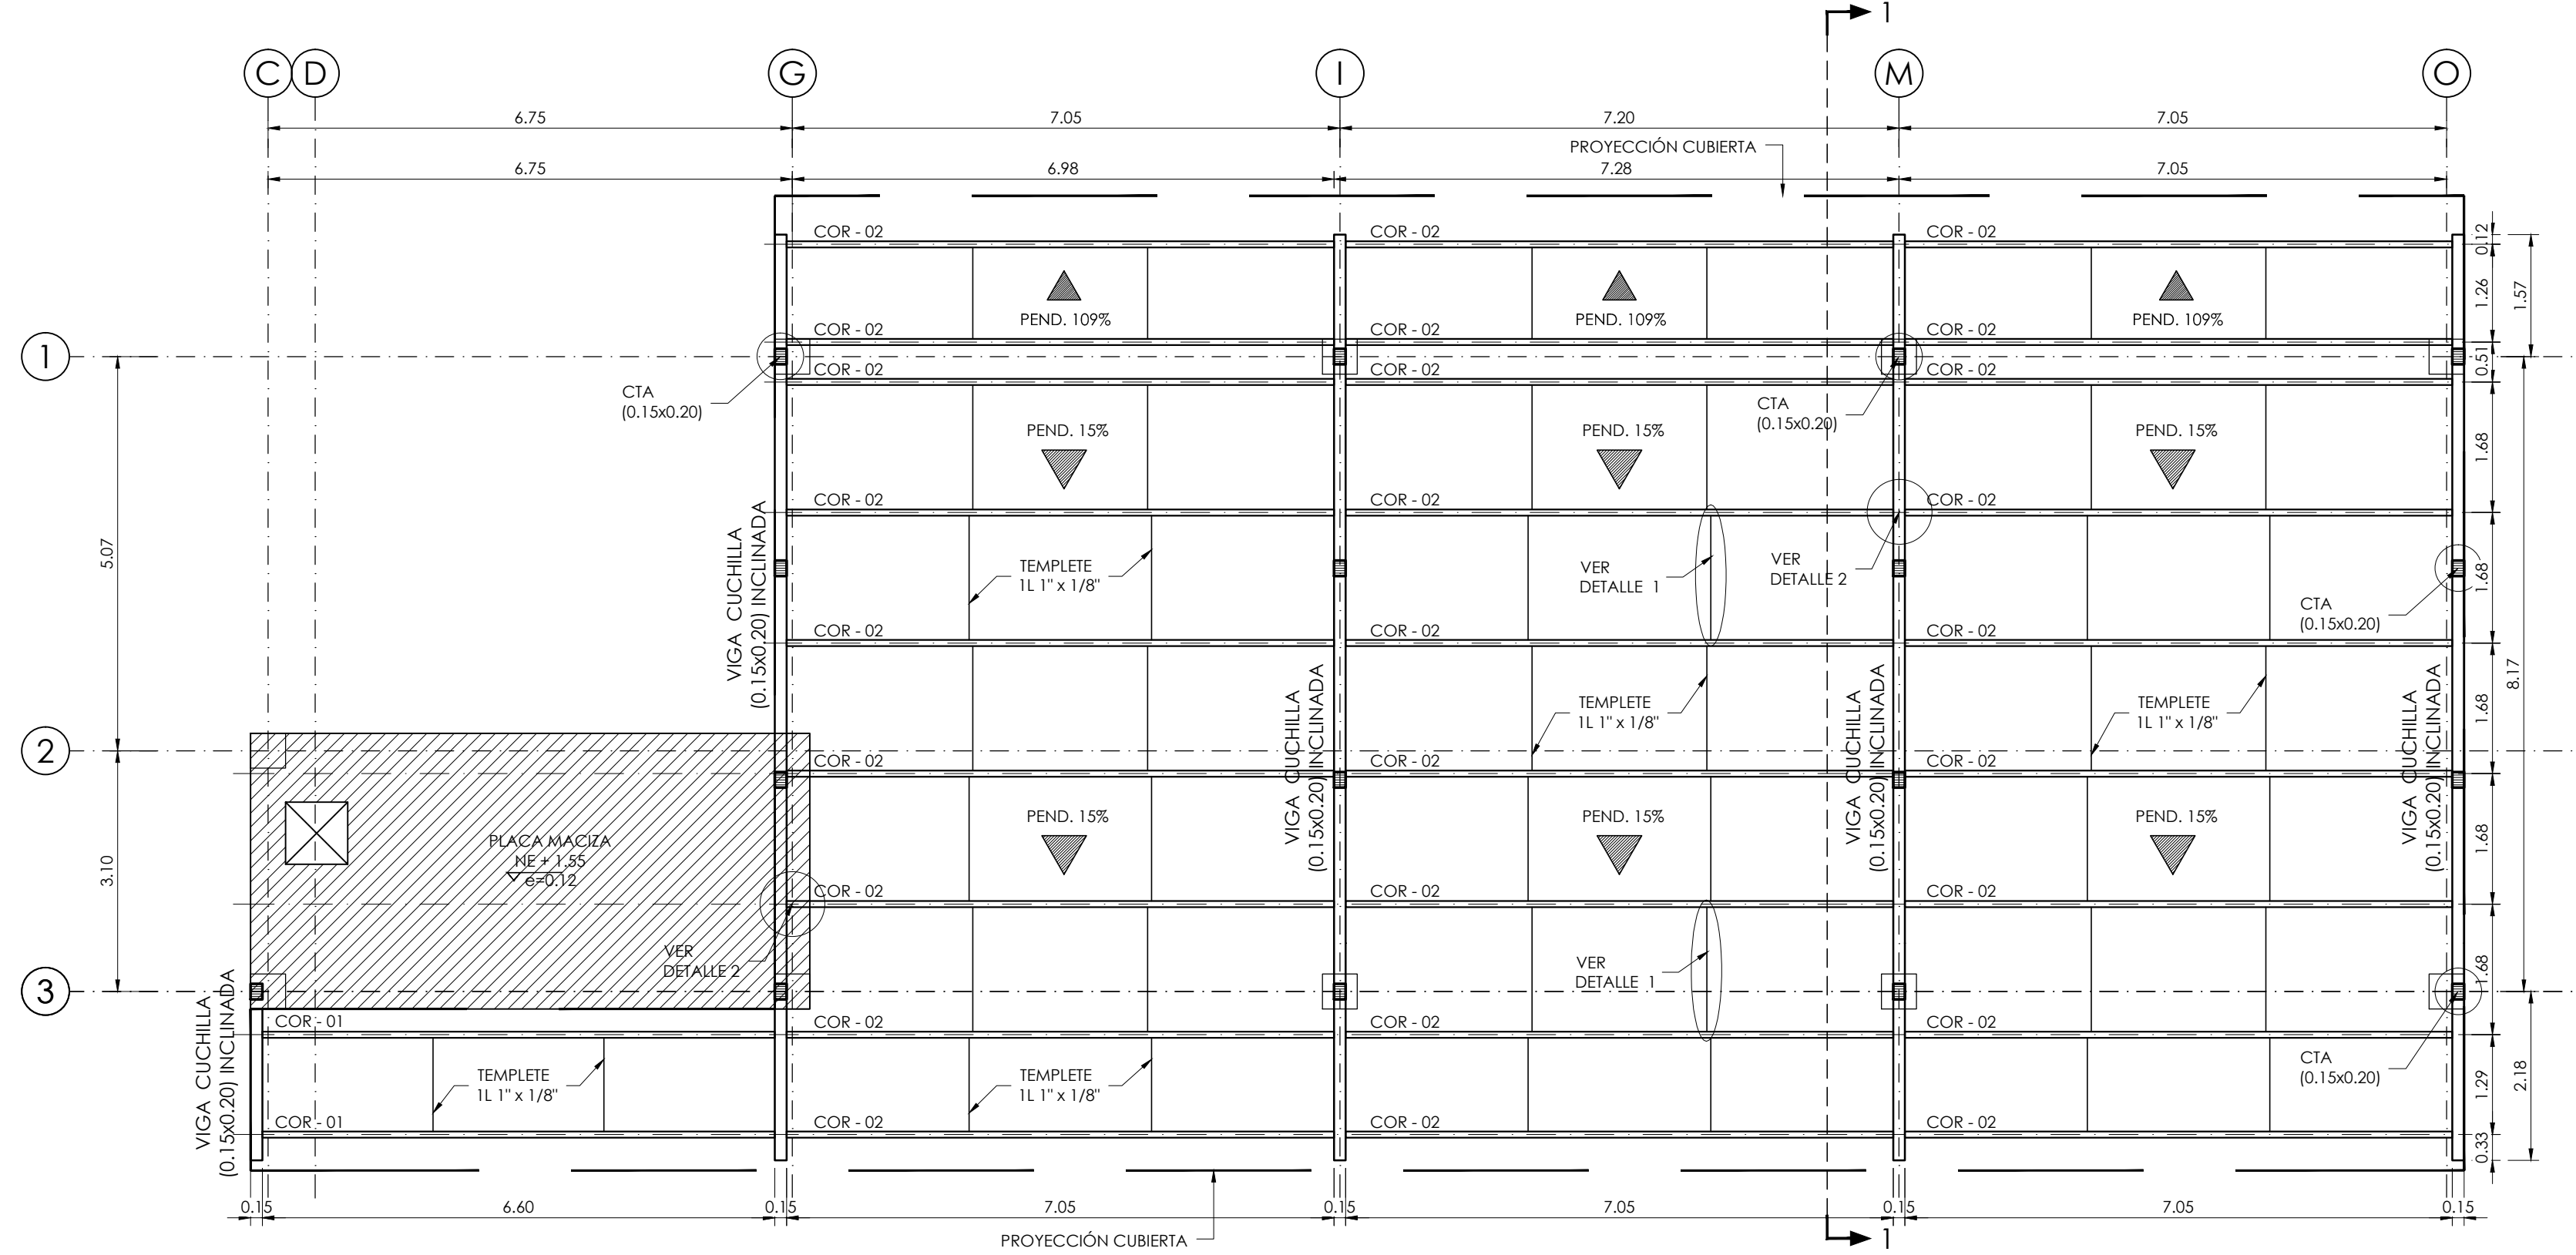 1
C D G I M O
6.75 7.05 7.20 7.05
PROYECCIÓN CUBIERTA
6.75 6.98 7.28 7.05
COR - 02 COR - 02 COR - 02
0.12
1.26
1.57
PEND. 109% PEND. 109% PEND. 109%
COR - 02 COR - 02 COR - 02
1
0.51
COR - 02 COR - 02 COR - 02
CTA
(0.15x0.20)
CTA
(0.15x0.20)
PEND. 15% PEND. 15% PEND. 15%
1.68
COR - 02 COR - 02 COR - 02
5.07
VIGA CUCHILLA
(0.15x0.20) INCLINADA
TEMPLETE
1L 1" x 1/8"
VER
DETALLE 1
VER
DETALLE 2
1.68
CTA
(0.15x0.20)
COR - 02 COR - 02 COR - 02
8.17
VIGA CUCHILLA
(0.15x0.20) INCLINADA
TEMPLETE
1L 1" x 1/8"
VIGA CUCHILLA
(0.15x0.20) INCLINADA
TEMPLETE
1L 1" x 1/8"
VIGA CUCHILLA
(0.15x0.20) INCLINADA
1.68
2
COR - 02 COR - 02 COR - 02
3.10
PLACA MACIZA
NE + 1.55
e=0.12
PEND. 15% PEND. 15% PEND. 15%
1.68
COR - 02 COR - 02 COR - 02
VER
DETALLE 2
VER
DETALLE 1
1.68
3
VIGA CUCHILLA
(0.15x0.20) INCLINADA
COR - 01 COR - 02 COR - 02 COR - 02
TEMPLETE
1L 1" x 1/8"
TEMPLETE
1L 1" x 1/8"
CTA
(0.15x0.20)
1.29
2.18
COR - 01 COR - 02 COR - 02 COR - 02
0.33
0.15 6.60 0.15 7.05 0.15 7.05 0.15 7.05 0.15
PROYECCIÓN CUBIERTA
1